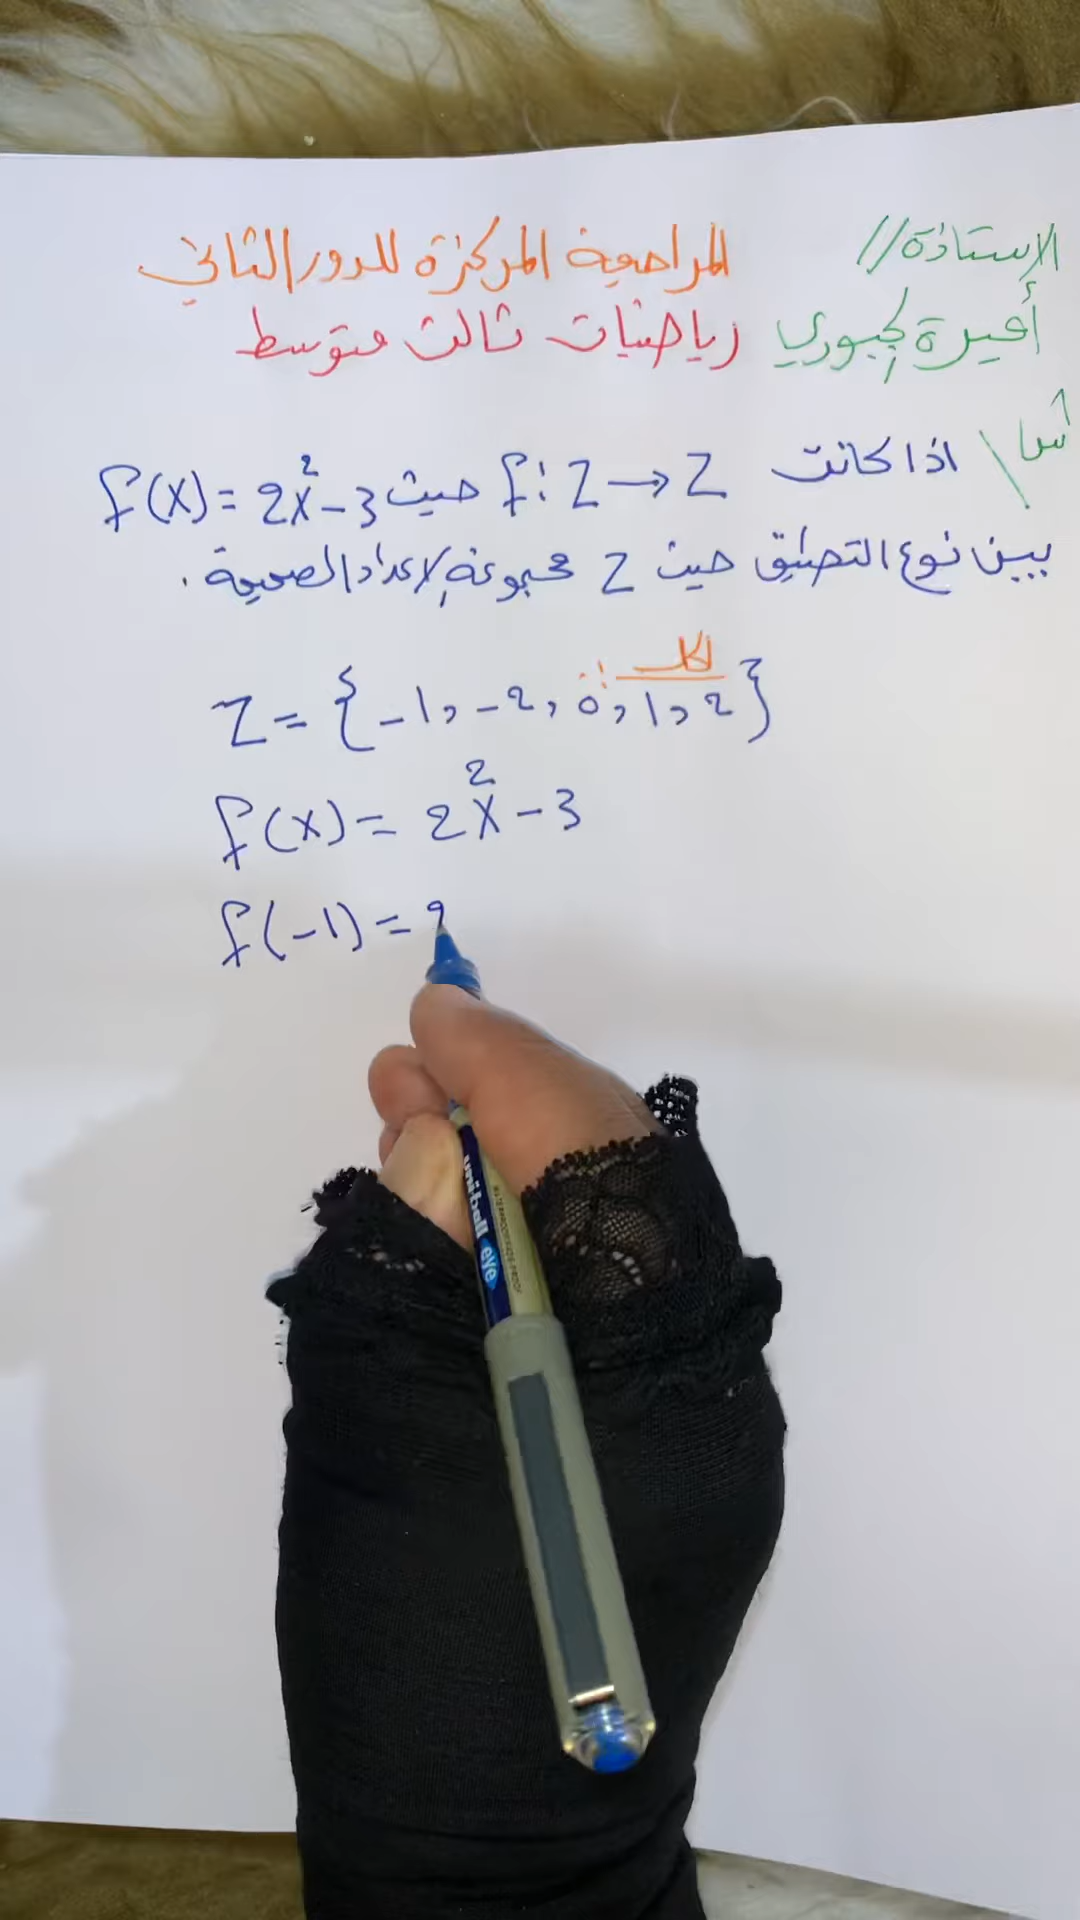 الاستاذة// المراجعة المركزة للدور الثاني
أميرة الجبوري رياضيات ثالث متوسط
س\ اذا كانت f: Z → Z حيث f(x) = 2x² - 3
بين نوع التطبيق حيث Z مجموعة الاعداد الصحيحة .
الحل:
Z = {-1, -2, 0, 1, 2}
f(x) = 2x² - 3
f(-1) = 2
uniball eye